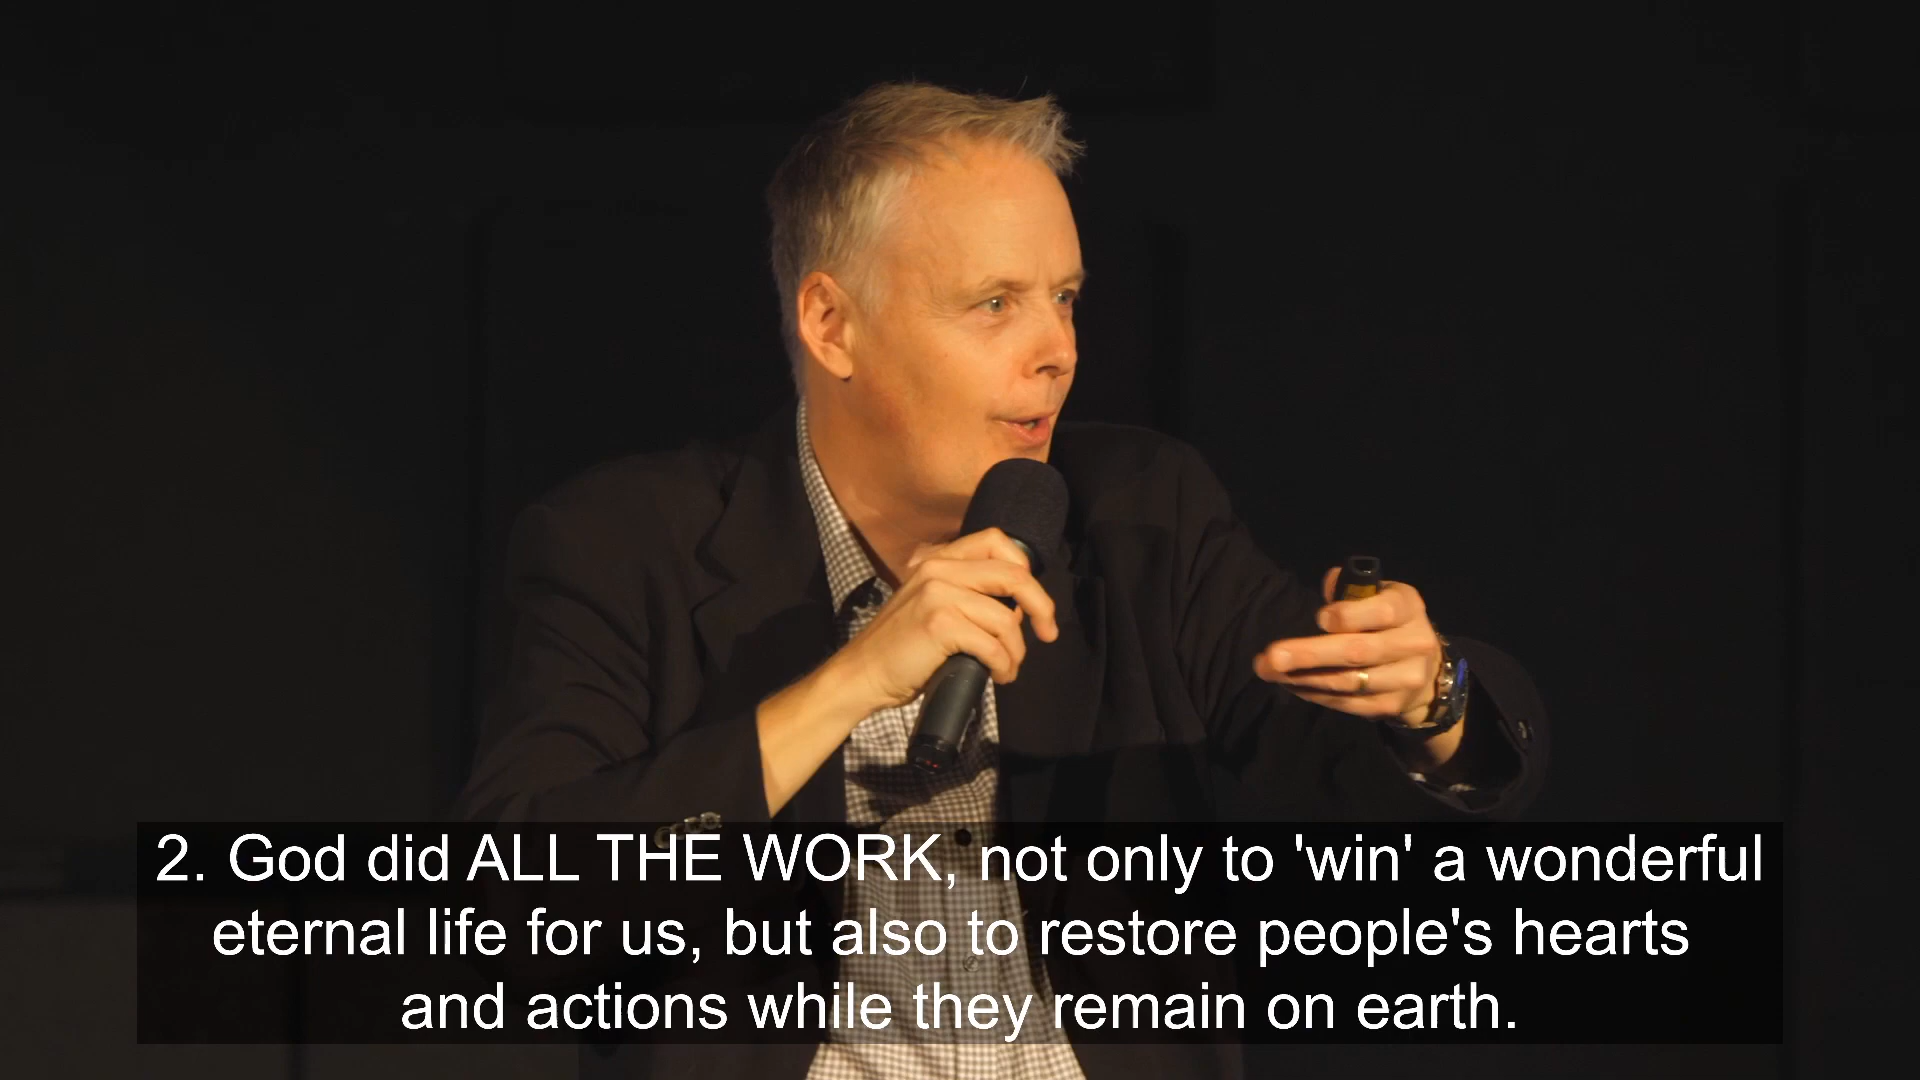 2. God did ALL THE WORK, not only to 'win' a wonderful
eternal life for us, but also to restore people's hearts
and actions while they remain on earth.